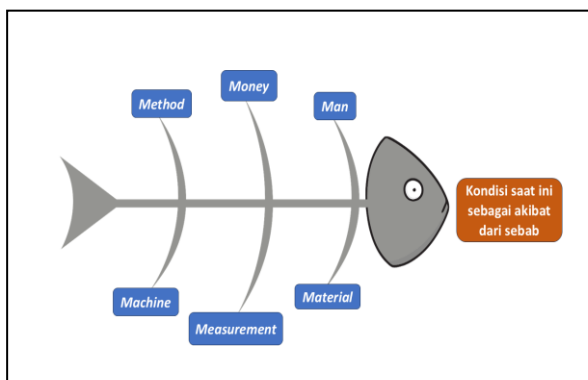 Method
Money
Man
Kondisi saat ini
sebagai akibat
dari sebab
Machine
Measurement
Material